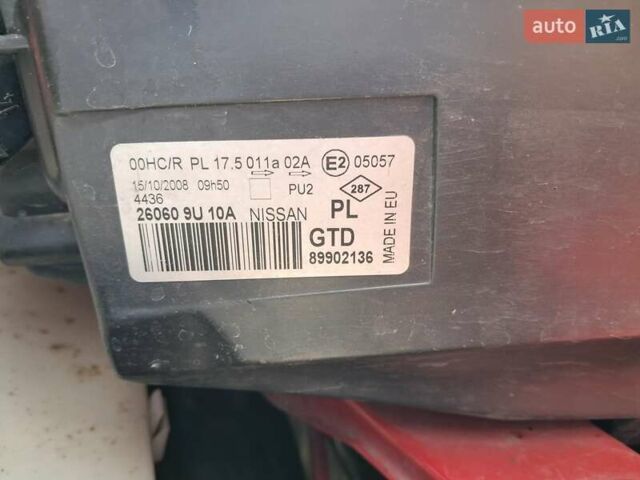 auto RIA .com
00HC/R PL 17.5 011a 02A E2 05057
15/10/2008 09h50 PU2 287
4436
26060 9U 10A NISSAN PL
GTD
89902136
MADE IN EU